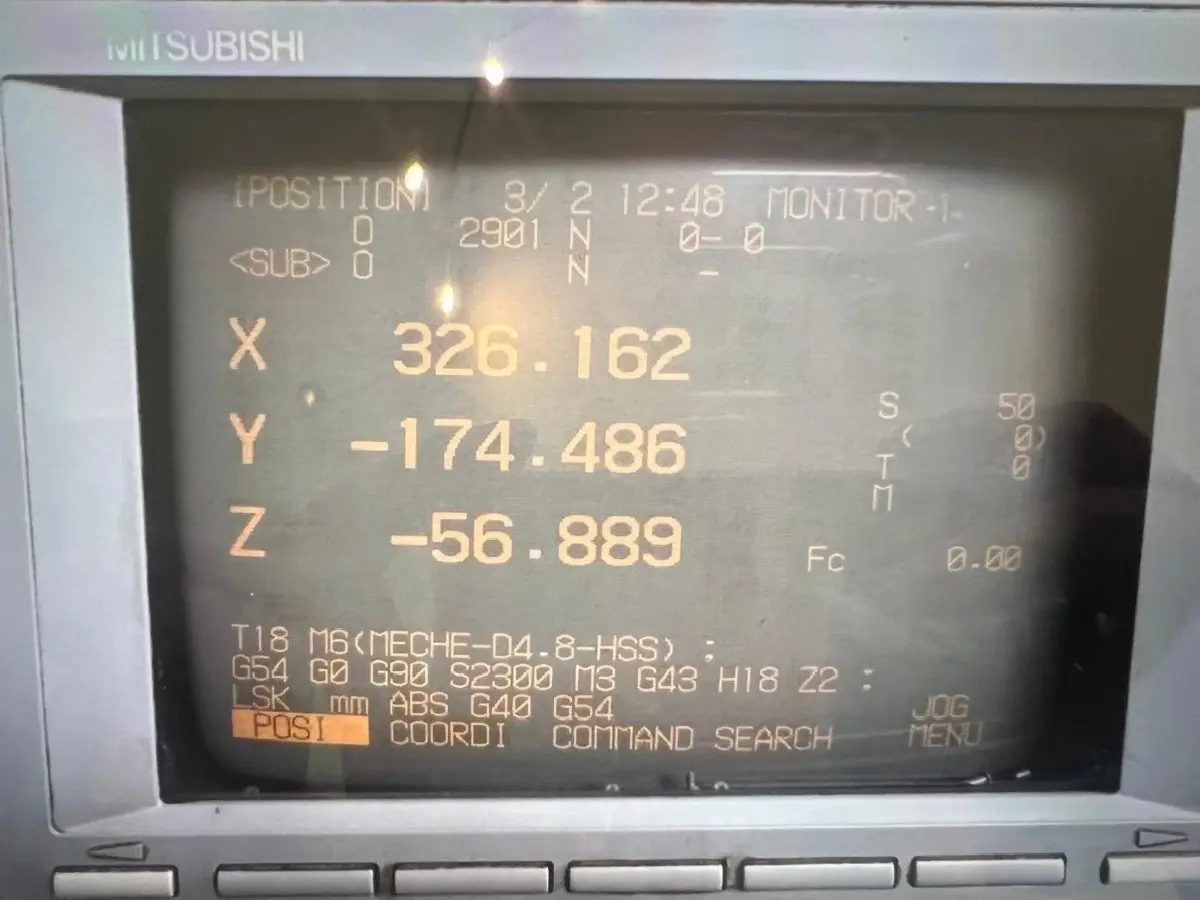 MITSUBISHI
[POSITION] 3/ 2 12:48 MONITOR-1.
O 2901 N 0- 0
<SUB> O N -
X 326.162
Y -174.486
Z -56.889
S 50
( 0)
T 0
M
Fc 0.00
T18 M6(MECHE-D4.8-HSS) ;
G54 G0 G90 S2300 M3 G43 H18 Z2 ;
LSK mm ABS G40 G54 JOG
POSI COORDI COMMAND SEARCH MENU